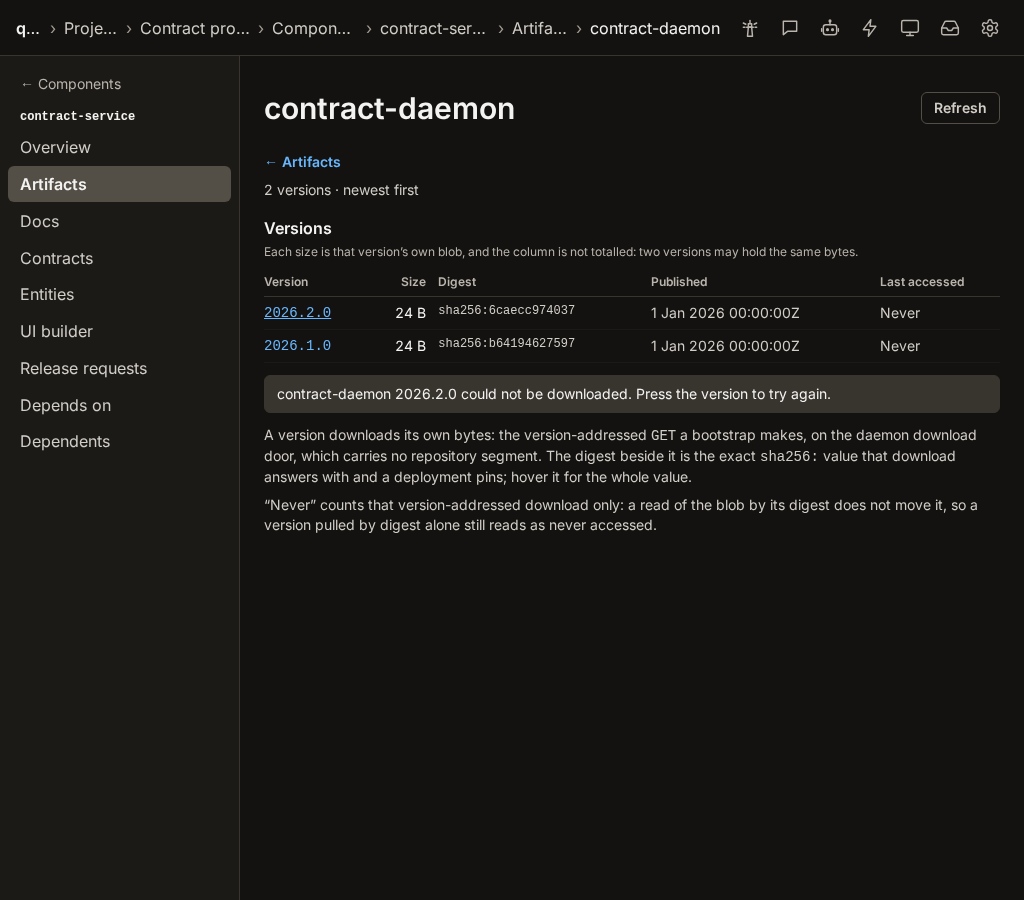 q... › Proje... › Contract pro... › Compon... › contract-ser... › Artifa... › contract-daemon
← Components
contract-service
Overview
Artifacts
Docs
Contracts
Entities
UI builder
Release requests
Depends on
Dependents
contract-daemon
Refresh
← Artifacts
2 versions · newest first
Versions
Each size is that version’s own blob, and the column is not totalled: two versions may hold the same bytes.
Version Size Digest Published Last accessed
2026.2.0 24 B sha256:6caecc974037 1 Jan 2026 00:00:00Z Never
2026.1.0 24 B sha256:b64194627597 1 Jan 2026 00:00:00Z Never
contract-daemon 2026.2.0 could not be downloaded. Press the version to try again.
A version downloads its own bytes: the version-addressed GET a bootstrap makes, on the daemon download
door, which carries no repository segment. The digest beside it is the exact sha256: value that download
answers with and a deployment pins; hover it for the whole value.
“Never” counts that version-addressed download only: a read of the blob by its digest does not move it, so a
version pulled by digest alone still reads as never accessed.